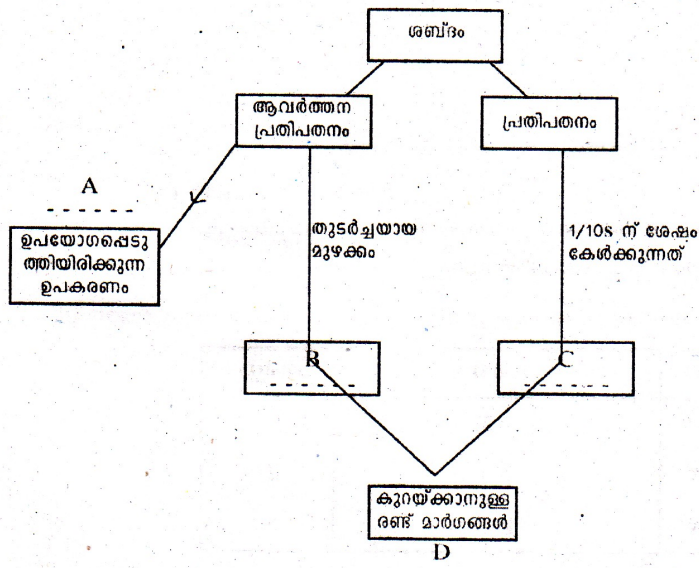 ശബ്ദം
ആവർത്തന
പ്രതിപതനം
പ്രതിപതനം
A
- - - - - - - -
ഉപയോഗപ്പെടു
ത്തിയിരിക്കുന്ന
ഉപകരണം
തുടർച്ചയായ
മുഴക്കം
1/10s ന് ശേഷം
കേൾക്കുന്നത്
B
- - - - - - - -
C
- - - - - - - -
കുറയ്ക്കാനുള്ള
രണ്ട് മാർഗങ്ങൾ
D